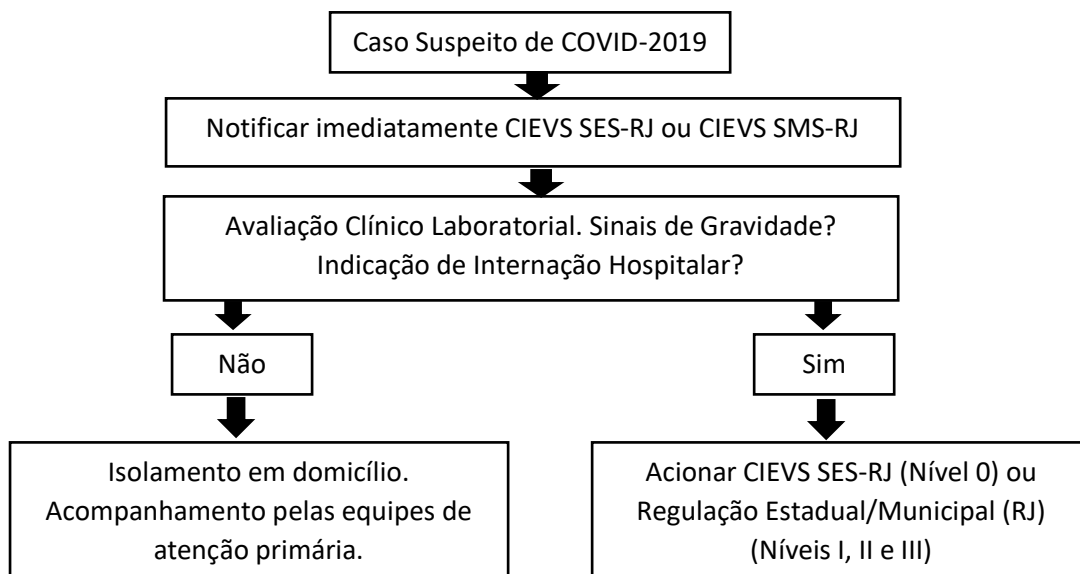 Caso Suspeito de COVID-2019
Notificar imediatamente CIEVS SES-RJ ou CIEVS SMS-RJ
Avaliação Clínico Laboratorial. Sinais de Gravidade?
Indicação de Internação Hospitalar?
Não
Sim
Isolamento em domicílio.
Acompanhamento pelas equipes de
atenção primária.
Acionar CIEVS SES-RJ (Nível 0) ou
Regulação Estadual/Municipal (RJ)
(Níveis I, II e III)